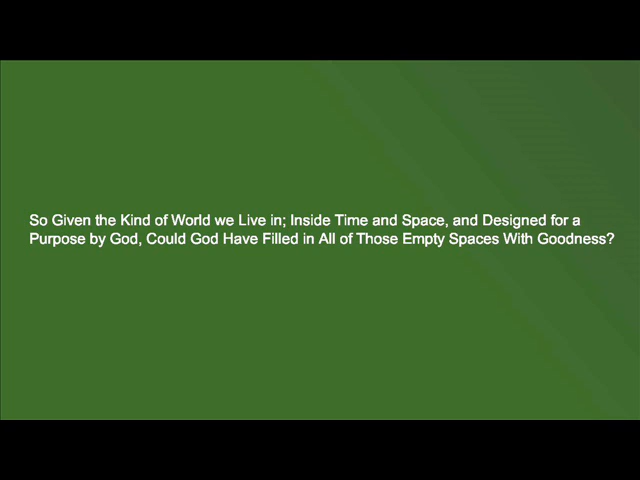 So Given the Kind of World we Live in; Inside Time and Space, and Designed for a
Purpose by God, Could God Have Filled in All of Those Empty Spaces With Goodness?